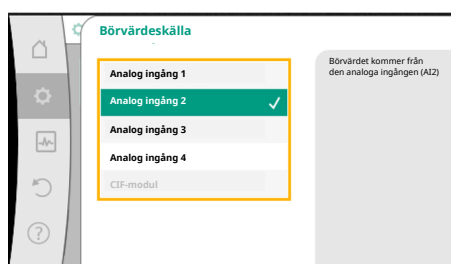 Börvärdeskälla
Analog ingång 1
Analog ingång 2
Analog ingång 3
Analog ingång 4
CIF-modul
Börvärdet kommer från
den analoga ingången (AI2)